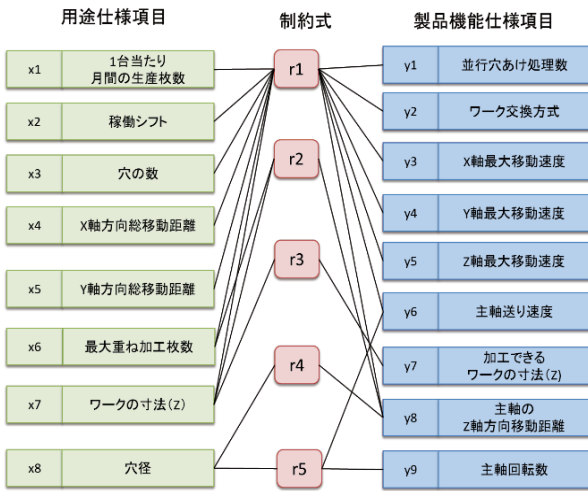 用途仕様項目
制約式
製品機能仕様項目
x1 1台当たり
月間の生産枚数
x2 稼働シフト
x3 穴の数
x4 X軸方向総移動距離
x5 Y軸方向総移動距離
x6 最大重ね加工枚数
x7 ワークの寸法(Z)
x8 穴径
r1
r2
r3
r4
r5
y1 並行穴あけ処理数
y2 ワーク交換方式
y3 X軸最大移動速度
y4 Y軸最大移動速度
y5 Z軸最大移動速度
y6 主軸送り速度
y7 加工できる
ワークの寸法(Z)
y8 主軸の
Z軸方向移動距離
y9 主軸回転数